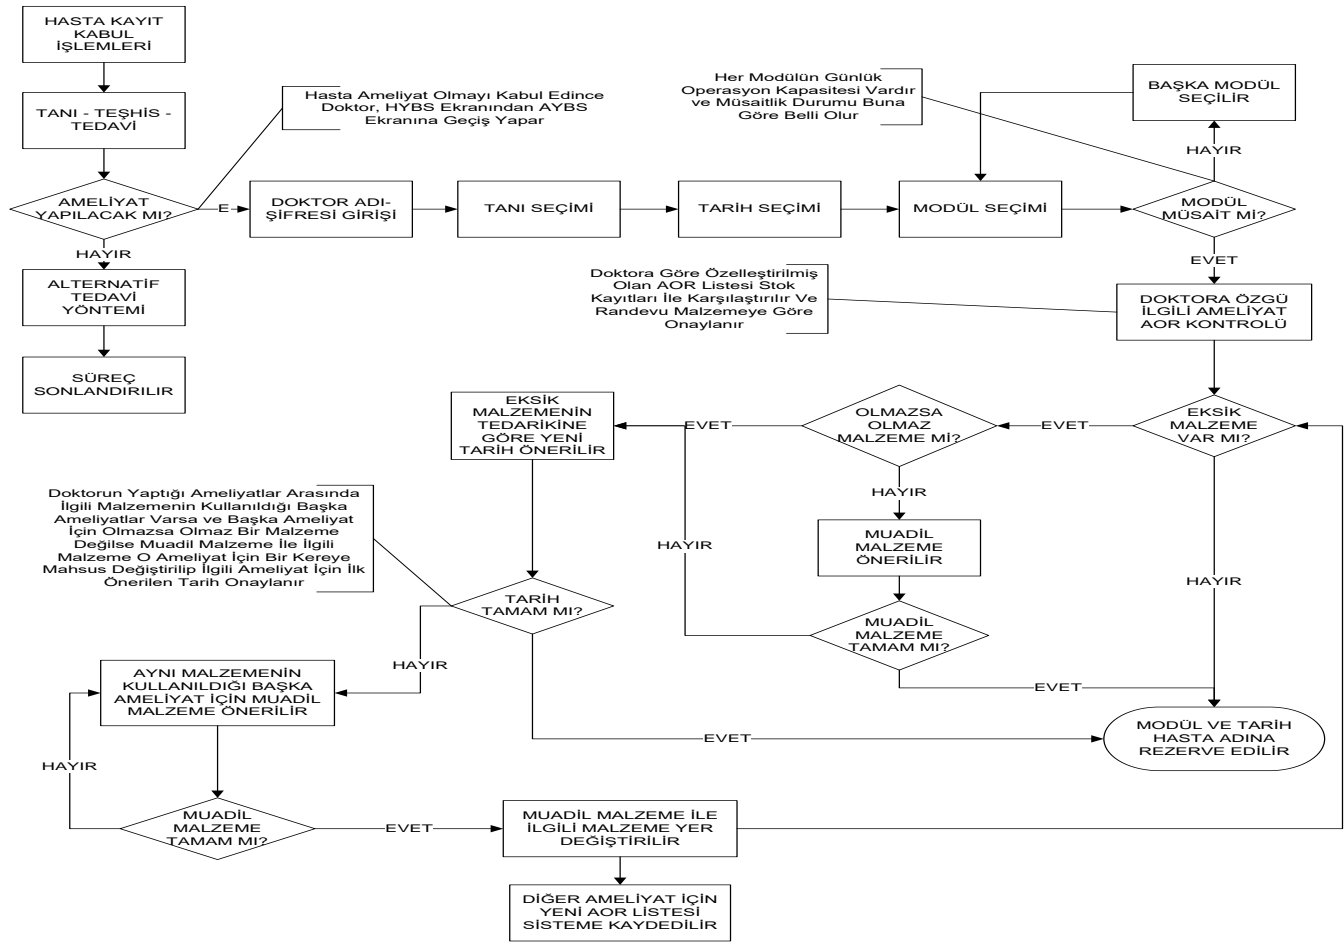 HASTA KAYIT
KABUL
İŞLEMLERİ
TANI - TEŞHİS -
TEDAVİ
AMELİYAT
YAPILACAK MI?
E
HAYIR
ALTERNATİF
TEDAVİ
YÖNTEMİ
SÜREÇ
SONLANDIRILIR
Hasta Ameliyat Olmayı Kabul Edince
Doktor, HYBS Ekranından AYBS
Ekranına Geçiş Yapar
DOKTOR ADI-
ŞİFRESİ GİRİŞİ
TANI SEÇİMİ
TARİH SEÇİMİ
MODÜL SEÇİMİ
Her Modülün Günlük
Operasyon Kapasitesi Vardır
ve Müsaitlik Durumu Buna
Göre Belli Olur
BAŞKA MODÜL
SEÇİLİR
HAYIR
MODÜL
MÜSAİT Mİ?
EVET
Doktora Göre Özelleştirilmiş
Olan AOR Listesi Stok
Kayıtları İle Karşılaştırılır Ve
Randevu Malzemeye Göre
Onaylanır
DOKTORA ÖZGÜ
İLGİLİ AMELİYAT
AOR KONTROLÜ
EKSİK
MALZEME
VAR MI?
EVET
HAYIR
OLMAZSA
OLMAZ
MALZEME Mİ?
EVET
HAYIR
MUADİL
MALZEME
ÖNERİLİR
MUADİL
MALZEME
TAMAM MI?
HAYIR
EVET
EKSİK
MALZEMENİN
TEDARİKİNE
GÖRE YENİ
TARİH ÖNERİLİR
Doktorun Yaptığı Ameliyatlar Arasında
İlgili Malzemenin Kullanıldığı Başka
Ameliyatlar Varsa ve Başka Ameliyat
İçin Olmazsa Olmaz Bir Malzeme
Değilse Muadil Malzeme İle İlgili
Malzeme O Ameliyat İçin Bir Kereye
Mahsus Değiştirilip İlgili Ameliyat İçin İlk
Önerilen Tarih Onaylanır
TARİH
TAMAM MI?
HAYIR
EVET
MODÜL VE TARİH
HASTA ADINA
REZERVE EDİLİR
AYNI MALZEMENİN
KULLANILDIĞI BAŞKA
AMELİYAT İÇİN MUADİL
MALZEME ÖNERİLİR
HAYIR
MUADİL
MALZEME
TAMAM MI?
EVET
MUADİL MALZEME İLE
İLGİLİ MALZEME YER
DEĞİŞTİRİLİR
DİĞER AMELİYAT İÇİN
YENİ AOR LİSTESİ
SİSTEME KAYDEDİLİR